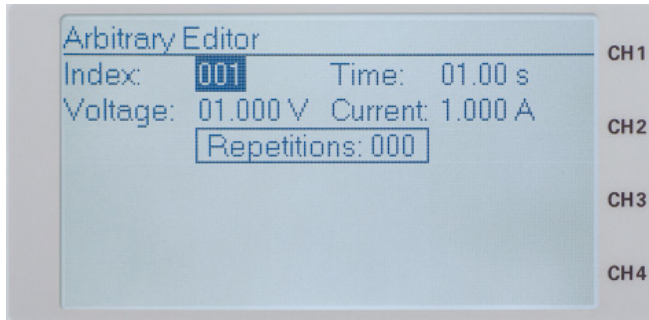 Arbitrary Editor
Index: 001 Time: 01.00 s
Voltage: 01.000 V Current: 1.000 A
Repetitions: 000
CH1
CH2
CH3
CH4